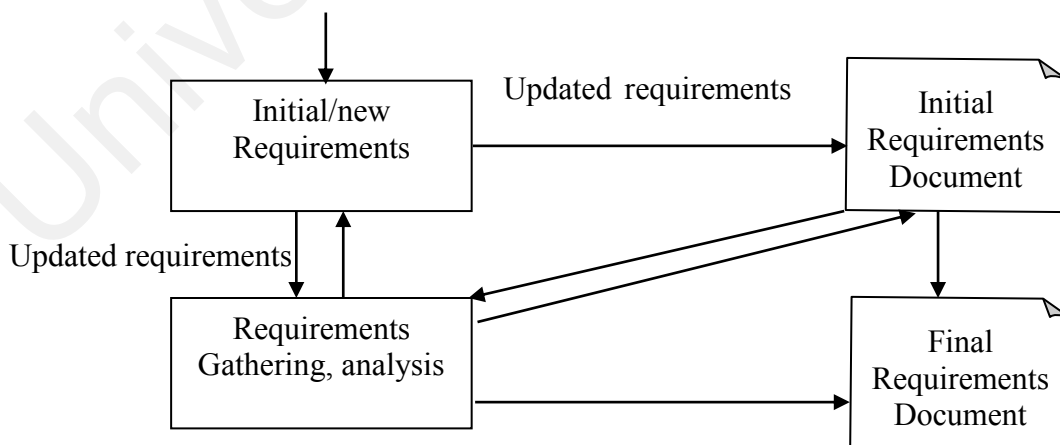 Initial/new
Requirements
Updated requirements
Initial
Requirements
Document
Updated requirements
Requirements
Gathering, analysis
Final
Requirements
Document